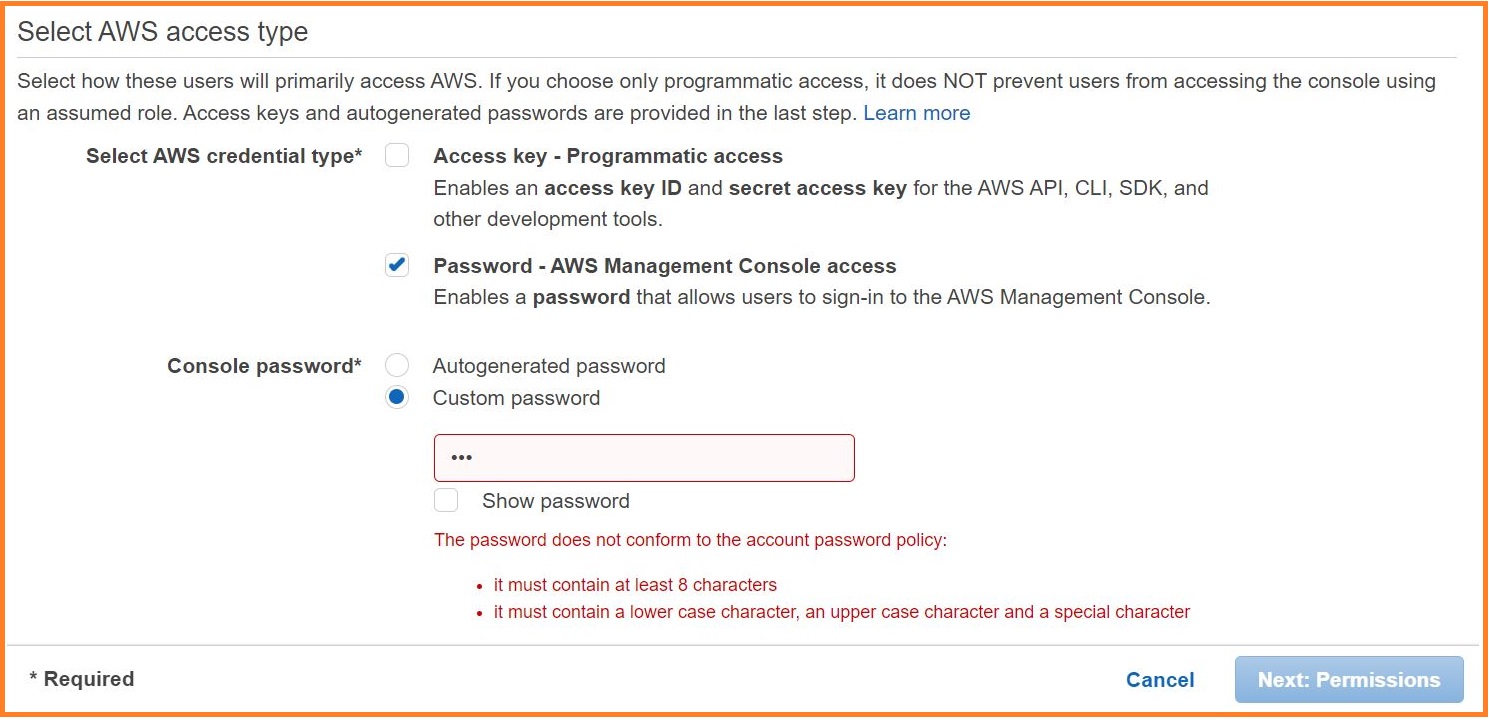 Select AWS access type
Select how these users will primarily access AWS. If you choose only programmatic access, it does NOT prevent users from accessing the console using
an assumed role. Access keys and autogenerated passwords are provided in the last step. Learn more
Select AWS credential type* Access key - Programmatic access
Enables an access key ID and secret access key for the AWS API, CLI, SDK, and
other development tools.
Password - AWS Management Console access
Enables a password that allows users to sign-in to the AWS Management Console.
Console password* Autogenerated password
Custom password
•••
Show password
The password does not conform to the account password policy:
• it must contain at least 8 characters
• it must contain a lower case character, an upper case character and a special character
* Required Cancel Next: Permissions